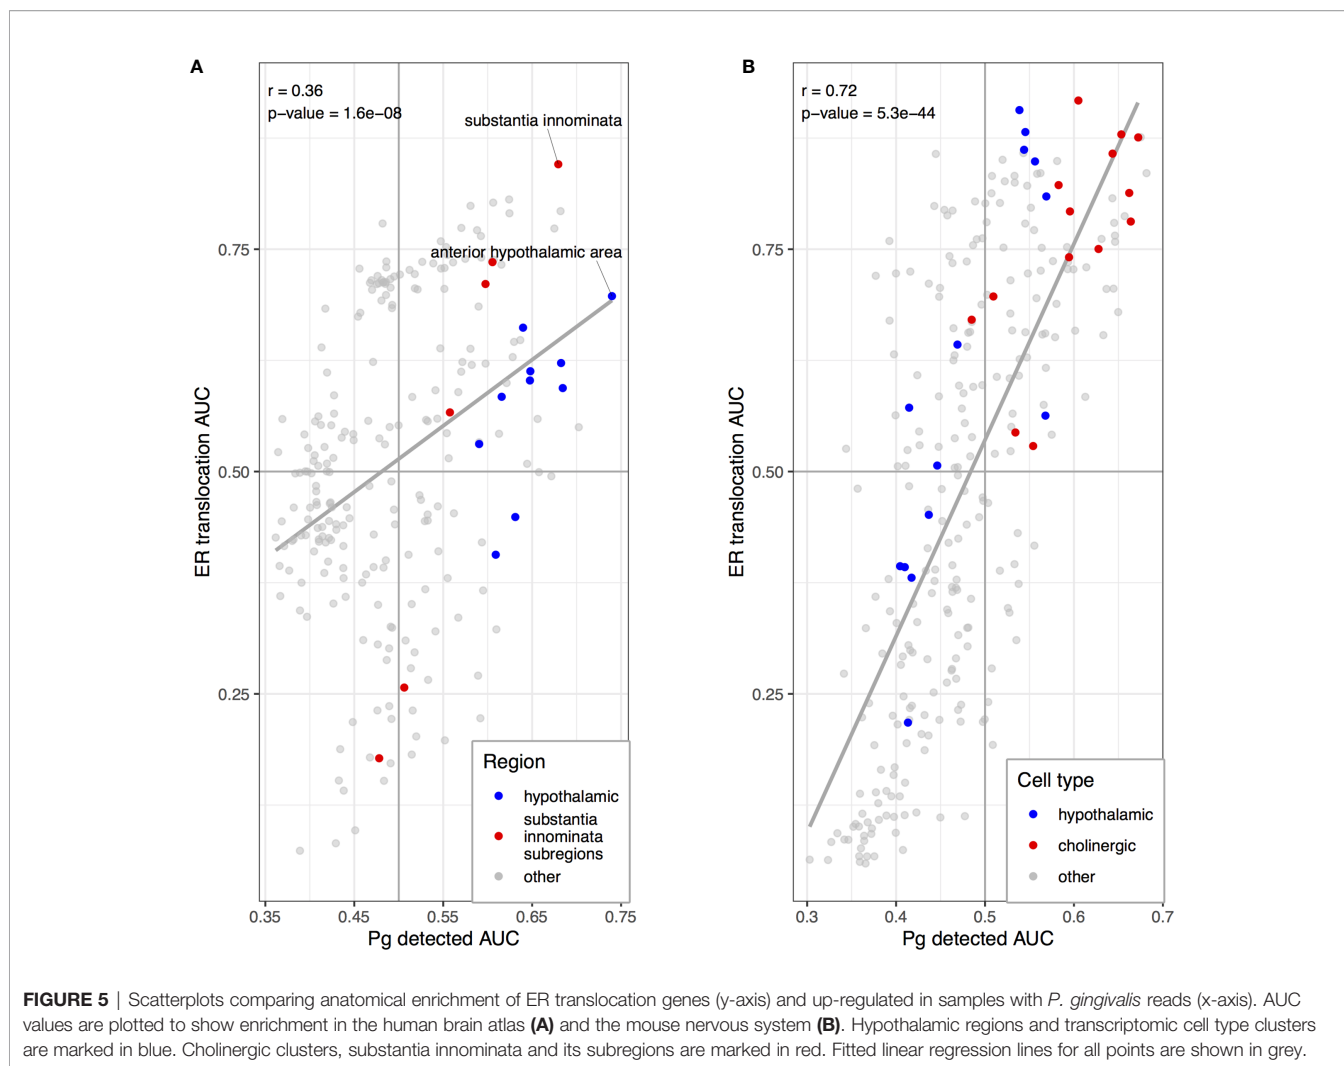 A
r = 0.36
p-value = 1.6e-08
substantia innominata
anterior hypothalamic area
0.75
0.50
0.25
ER translocation AUC
Region
hypothalamic
substantia
innominata
subregions
other
0.35 0.45 0.55 0.65 0.75
Pg detected AUC
B
r = 0.72
p-value = 5.3e-44
0.75
0.50
0.25
ER translocation AUC
Cell type
hypothalamic
cholinergic
other
0.3 0.4 0.5 0.6 0.7
Pg detected AUC
FIGURE 5 | Scatterplots comparing anatomical enrichment of ER translocation genes (y-axis) and up-regulated in samples with P. gingivalis reads (x-axis). AUC
values are plotted to show enrichment in the human brain atlas (A) and the mouse nervous system (B). Hypothalamic regions and transcriptomic cell type clusters
are marked in blue. Cholinergic clusters, substantia innominata and its subregions are marked in red. Fitted linear regression lines for all points are shown in grey.